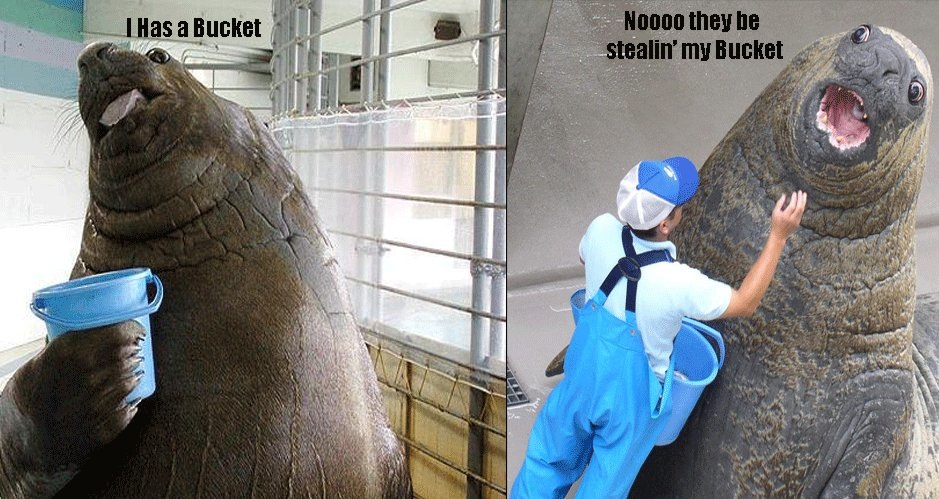 I Has a Bucket
Noooo they be
stealin' my Bucket